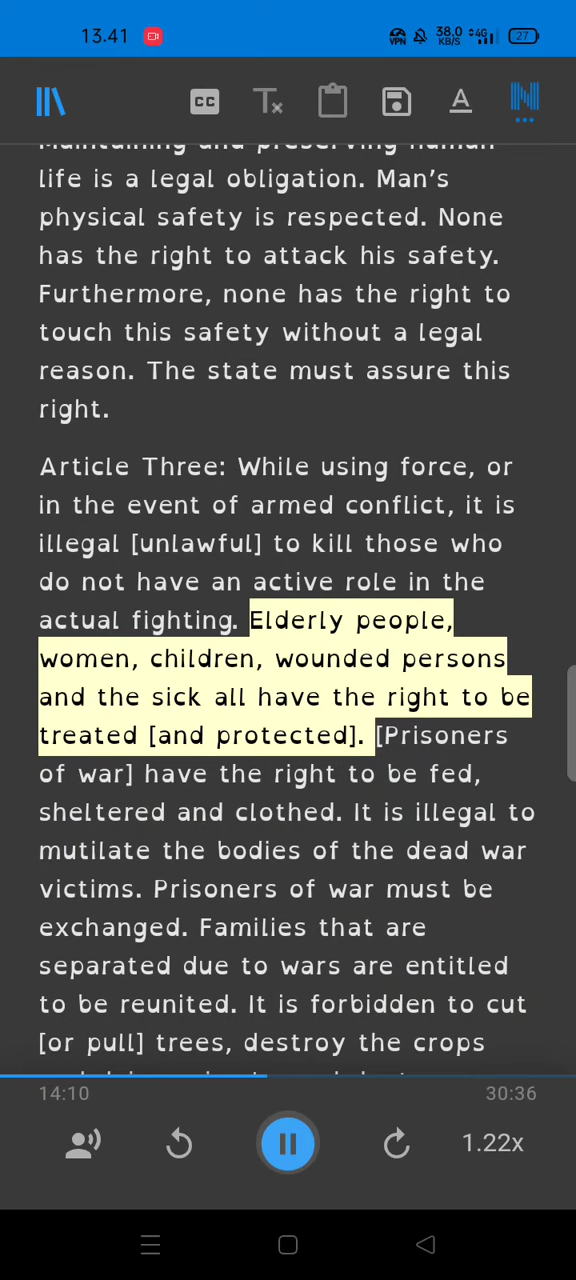 13.41
VPN
38.0
KB/S
4G
27
CC
A
Maintaining and preserving human
life is a legal obligation. Man’s
physical safety is respected. None
has the right to attack his safety.
Furthermore, none has the right to
touch this safety without a legal
reason. The state must assure this
right.
Article Three: While using force, or
in the event of armed conflict, it is
illegal [unlawful] to kill those who
do not have an active role in the
actual fighting. Elderly people,
women, children, wounded persons
and the sick all have the right to be
treated [and protected]. [Prisoners
of war] have the right to be fed,
sheltered and clothed. It is illegal to
mutilate the bodies of the dead war
victims. Prisoners of war must be
exchanged. Families that are
separated due to wars are entitled
to be reunited. It is forbidden to cut
[or pull] trees, destroy the crops
14:10
30:36
1.22x